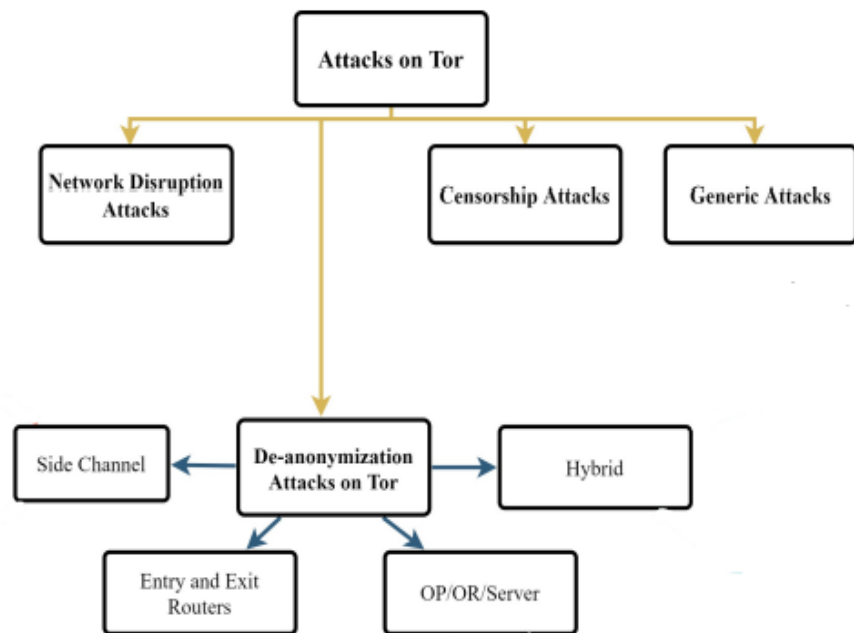 Attacks on Tor
Network Disruption
Attacks
Censorship Attacks
Generic Attacks
Side Channel
De-anonymization
Attacks on Tor
Hybrid
Entry and Exit
Routers
OP/OR/Server